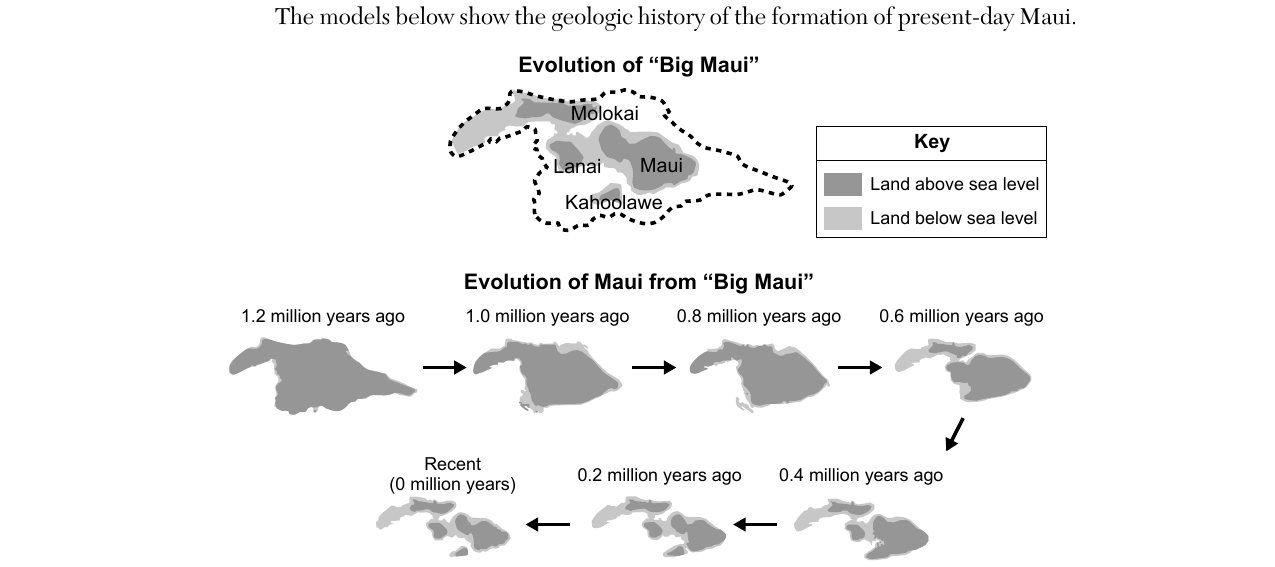 The models below show the geologic history of the formation of present-day Maui.
Evolution of “Big Maui”
Molokai
Lanai
Maui
Kahoolawe
Key
Land above sea level
Land below sea level
Evolution of Maui from “Big Maui”
1.2 million years ago
1.0 million years ago
0.8 million years ago
0.6 million years ago
Recent
(0 million years)
0.2 million years ago
0.4 million years ago